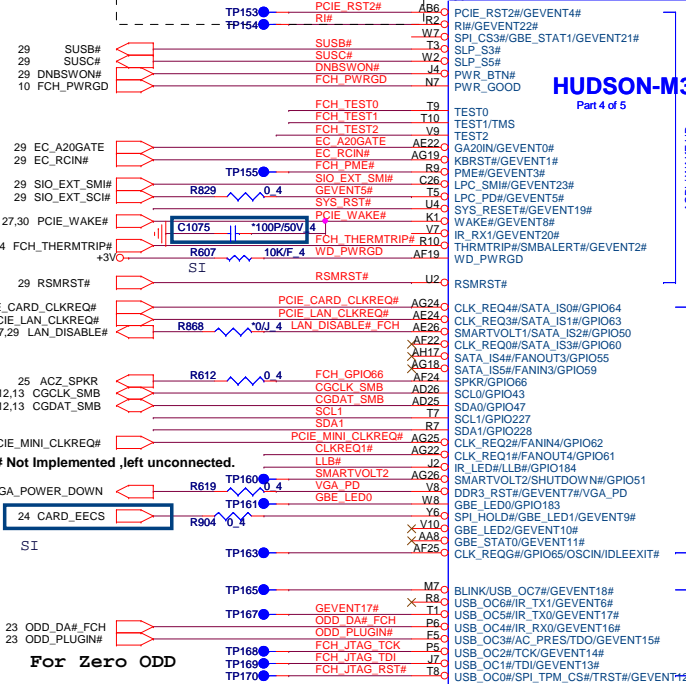 TP153 PCIE_RST2# AB6 PCIE_RST2#/GEVENT4#
TP154 RI# R2 RI#/GEVENT22#
W7 SPI_CS3#/GBE_STAT1/GEVENT21#
29 SUSB# SUSB# T3 SLP_S3#
29 SUSC# SUSC# W2 SLP_S5#
29 DNBSWON# DNBSWON# J4 PWR_BTN#
10 FCH_PWRGD FCH_PWRGD N7 PWR_GOOD
HUDSON-M3
Part 4 of 5
FCH_TEST0 T9 TEST0
FCH_TEST1 T10 TEST1/TMS
FCH_TEST2 V9 TEST2
29 EC_A20GATE EC_A20GATE AE22 GA20IN/GEVENT0#
29 EC_RCIN# EC_RCIN# AG19 KBRST#/GEVENT1#
TP155 FCH_PME# R9 PME#/GEVENT3#
29 SIO_EXT_SMI# SIO_EXT_SMI# C26 LPC_SMI#/GEVENT23#
29 SIO_EXT_SCI# R829 0_4 GEVENT5# T5 LPC_PD#/GEVENT5#
SYS_RST# U4 SYS_RESET#/GEVENT19#
27,30 PCIE_WAKE# PCIE_WAKE# K1 WAKE#/GEVENT8#
C1075 *100P/50V_4 V7 IR_RX1/GEVENT20#
4 FCH_THERMTRIP# FCH_THERMTRIP# R10 THRMTRIP#/SMBALERT#/GEVENT2#
+3V R607 10K/F_4 WD_PWRGD AF19 WD_PWRGD
SI
29 RSMRST# RSMRST# U2 RSMRST#
E_CARD_CLKREQ# PCIE_CARD_CLKREQ# AG24 CLK_REQ4#/SATA_IS0#/GPIO64
CIE_LAN_CLKREQ# PCIE_LAN_CLKREQ# AE24 CLK_REQ3#/SATA_IS1#/GPIO63
7,29 LAN_DISABLE# R868 *0/J_4 LAN_DISABLE#_FCH AE26 SMARTVOLT1/SATA_IS2#/GPIO50
AF22 CLK_REQ0#/SATA_IS3#/GPIO60
AH17 SATA_IS4#/FANOUT3/GPIO55
AG18 SATA_IS5#/FANIN3/GPIO59
25 ACZ_SPKR R612 0_4 FCH_GPIO66 AF24 SPKR/GPIO66
12,13 CGCLK_SMB CGCLK_SMB AD26 SCL0/GPIO43
12,13 CGDAT_SMB CGDAT_SMB AD25 SDA0/GPIO47
SCL1 T7 SCL1/GPIO227
SDA1 R7 SDA1/GPIO228
CIE_MINI_CLKREQ# PCIE_MINI_CLKREQ# AG25 CLK_REQ2#/FANIN4/GPIO62
CLKREQ1# AG22 CLK_REQ1#/FANOUT4/GPIO61
# Not Implemented ,left unconnected. LLB# J2 IR_LED#/LLB#/GPIO184
TP160 SMARTVOLT2 AG26 SMARTVOLT2/SHUTDOWN#/GPIO51
GA_POWER_DOWN R619 0_4 VGA_PD V8 DDR3_RST#/GEVENT7#/VGA_PD
TP161 GBE_LED0 W8 GBE_LED0/GPIO183
24 CARD_EECS R904 0_4 Y6 SPI_HOLD#/GBE_LED1/GEVENT9#
V10 GBE_LED2/GEVENT10#
SI AA8 GBE_STAT0/GEVENT11#
TP163 AF25 CLK_REQG#/GPIO65/OSCIN/IDLEEXIT#
TP165 M7 BLINK/USB_OC7#/GEVENT18#
R8 USB_OC6#/IR_TX1/GEVENT6#
TP167 GEVENT17# T1 USB_OC5#/IR_TX0/GEVENT17#
23 ODD_DA#_FCH ODD_DA#_FCH P6 USB_OC4#/IR_RX0/GEVENT16#
23 ODD_PLUGIN# ODD_PLUGIN# F5 USB_OC3#/AC_PRES/TDO/GEVENT15#
TP168 FCH_JTAG_TCK P5 USB_OC2#/TCK/GEVENT14#
For Zero ODD TP169 FCH_JTAG_TDI J7 USB_OC1#/TDI/GEVENT13#
TP170 FCH_JTAG_RST# T8 USB_OC0#/SPI_TPM_CS#/TRST#/GEVENT12